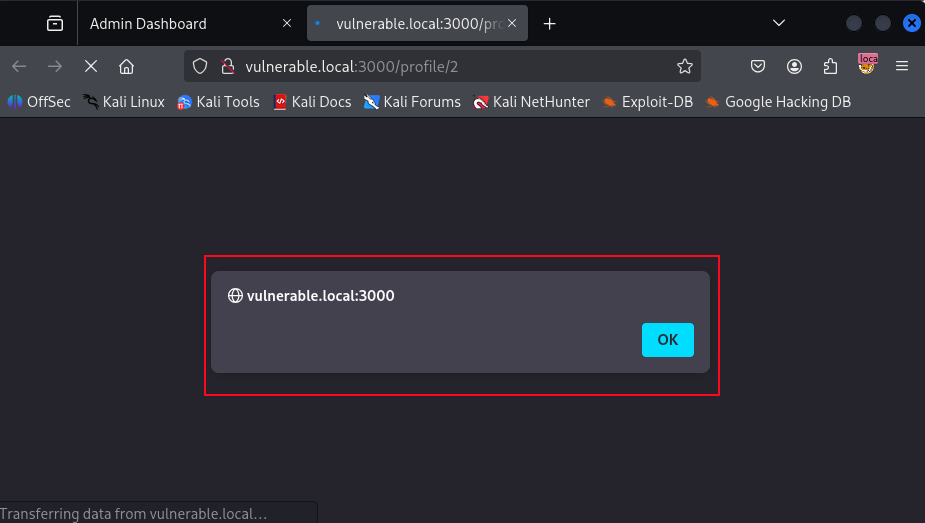 Admin Dashboard
vulnerable.local:3000/pro
vulnerable.local:3000/profile/2
loca
OffSec Kali Linux Kali Tools Kali Docs Kali Forums Kali NetHunter Exploit-DB Google Hacking DB
vulnerable.local:3000
OK
Transferring data from vulnerable.local…